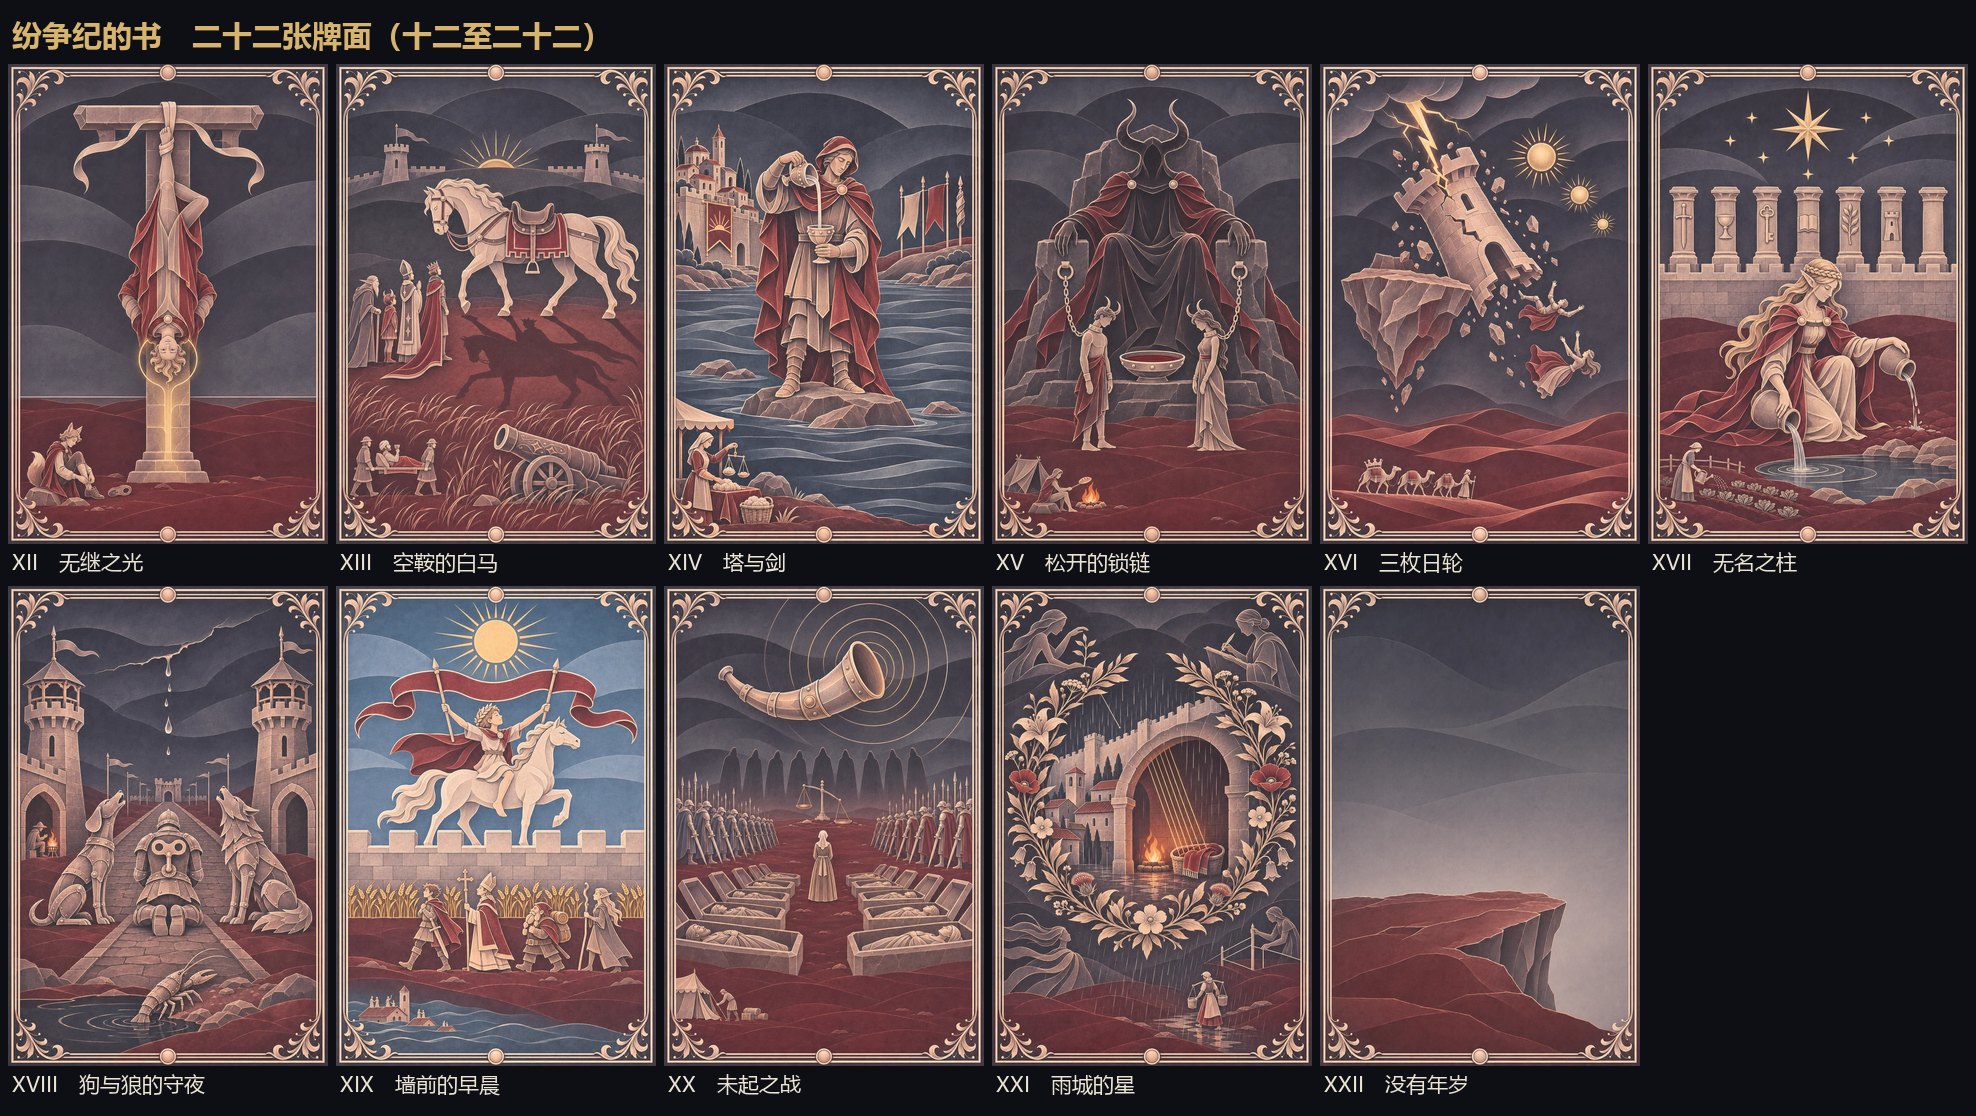 纷争纪的书　二十二张牌面（十二至二十二）
XII　无继之光
XIII　空鞍的白马
XIV　塔与剑
XV　松开的锁链
XVI　三枚日轮
XVII　无名之柱
XVIII　狗与狼的守夜
XIX　墙前的早晨
XX　未起之战
XXI　雨城的星
XXII　没有年岁